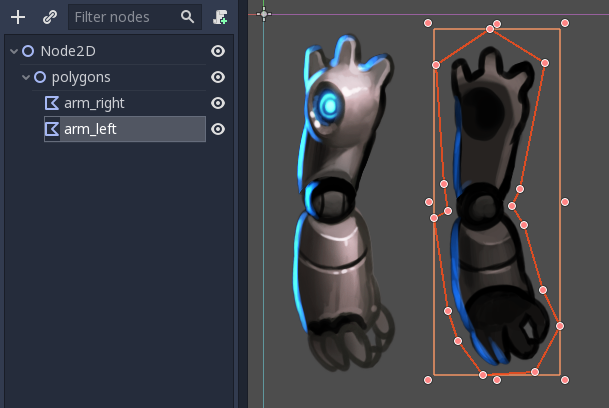 Filter nodes
Node2D
polygons
arm_right
arm_left